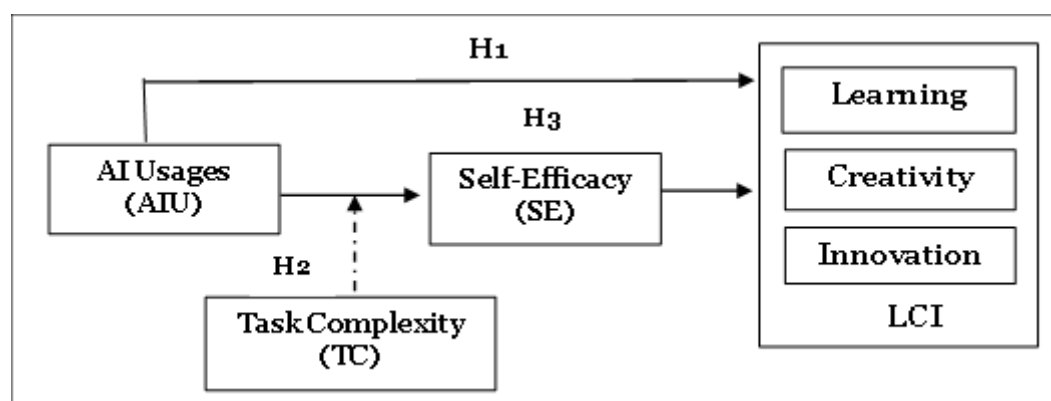 H1
H3
AI Usages
(AIU)
Self-Efficacy
(SE)
H2
Task Complexity
(TC)
Learning
Creativity
Innovation
LCI